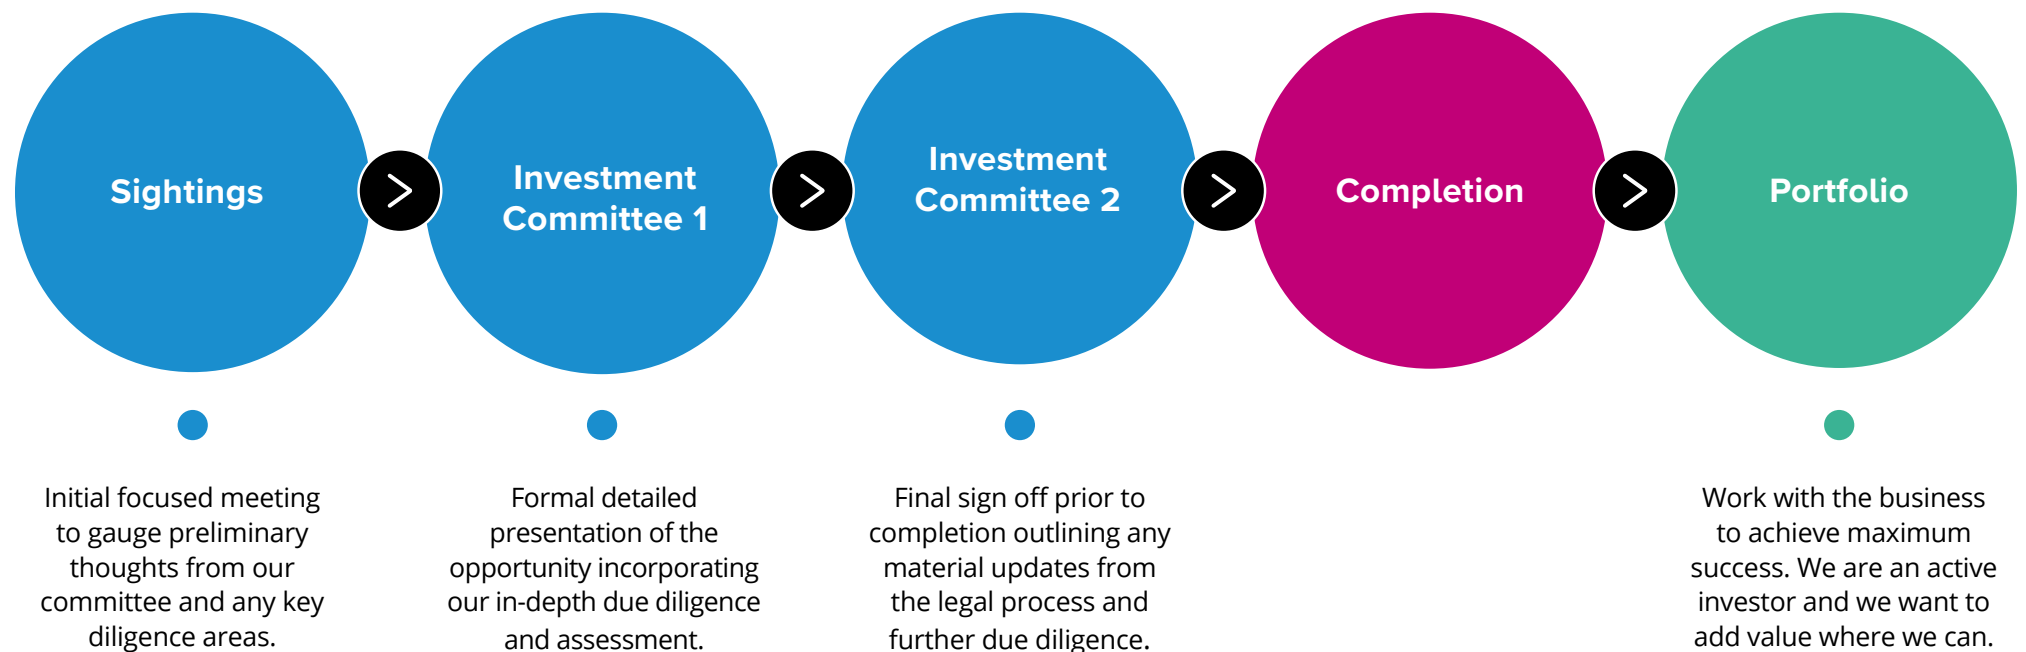 Sightings
Investment
Committee 1
Investment
Committee 2
Completion
Portfolio
Initial focused meeting
to gauge preliminary
thoughts from our
committee and any key
diligence areas.
Formal detailed
presentation of the
opportunity incorporating
our in-depth due diligence
and assessment.
Final sign off prior to
completion outlining any
material updates from
the legal process and
further due diligence.
Work with the business
to achieve maximum
success. We are an active
investor and we want to
add value where we can.